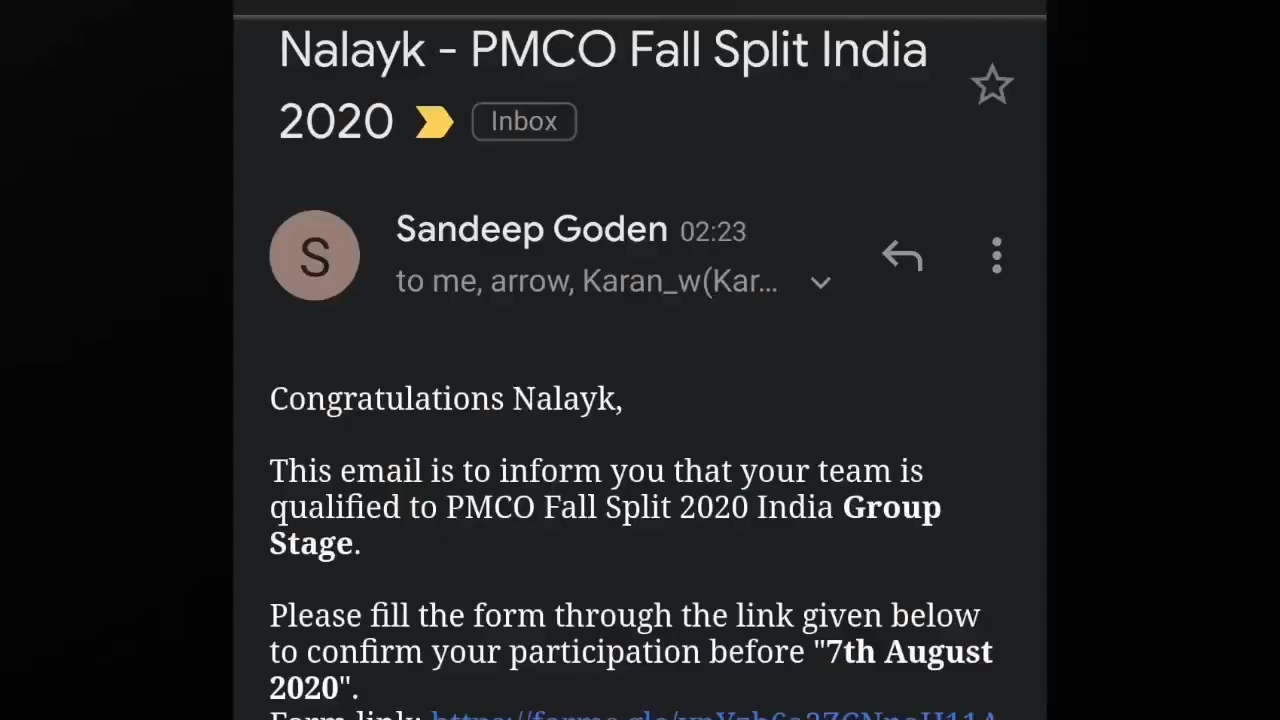 Nalayk - PMCO Fall Split India
2020 Inbox
S
Sandeep Goden 02:23
to me, arrow, Karan_w(Kar...
Congratulations Nalayk,
This email is to inform you that your team is
qualified to PMCO Fall Split 2020 India Group
Stage.
Please fill the form through the link given below
to confirm your participation before "7th August
2020".
Form link: